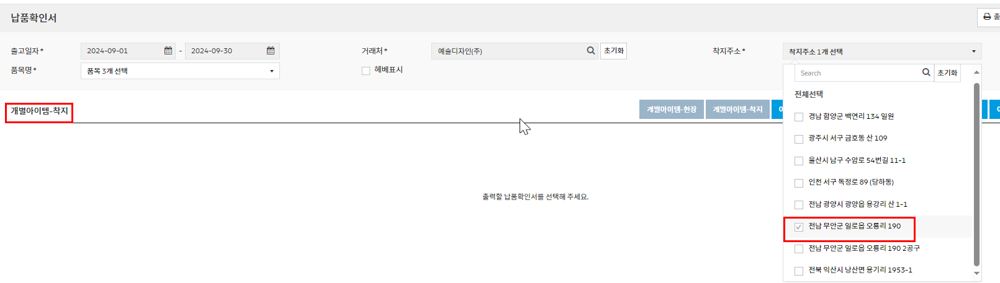 납품확인서
출
출고일자 *
2024-09-01 - 2024-09-30
거래처 *
예술디자인(주)
초기화
착지주소 *
착지주소 1개 선택
품목명 *
품목 3개 선택
헤베표시
Search
초기화
전체선택
개별아이템-착지
개별아이템-현장
개별아이템-착지
경남 함양군 백연리 134 일원
광주시 서구 금호동 산 109
울산시 남구 수암로 54번길 11-1
인천 서구 독정로 89 (당하동)
출력할 납품확인서를 선택해 주세요.
전남 광양시 광양읍 용강리 산 1-1
전남 무안군 일로읍 오룡리 190
전남 무안군 일로읍 오룡리 190 2공구
전북 익산시 낭산면 용기리 1953-1